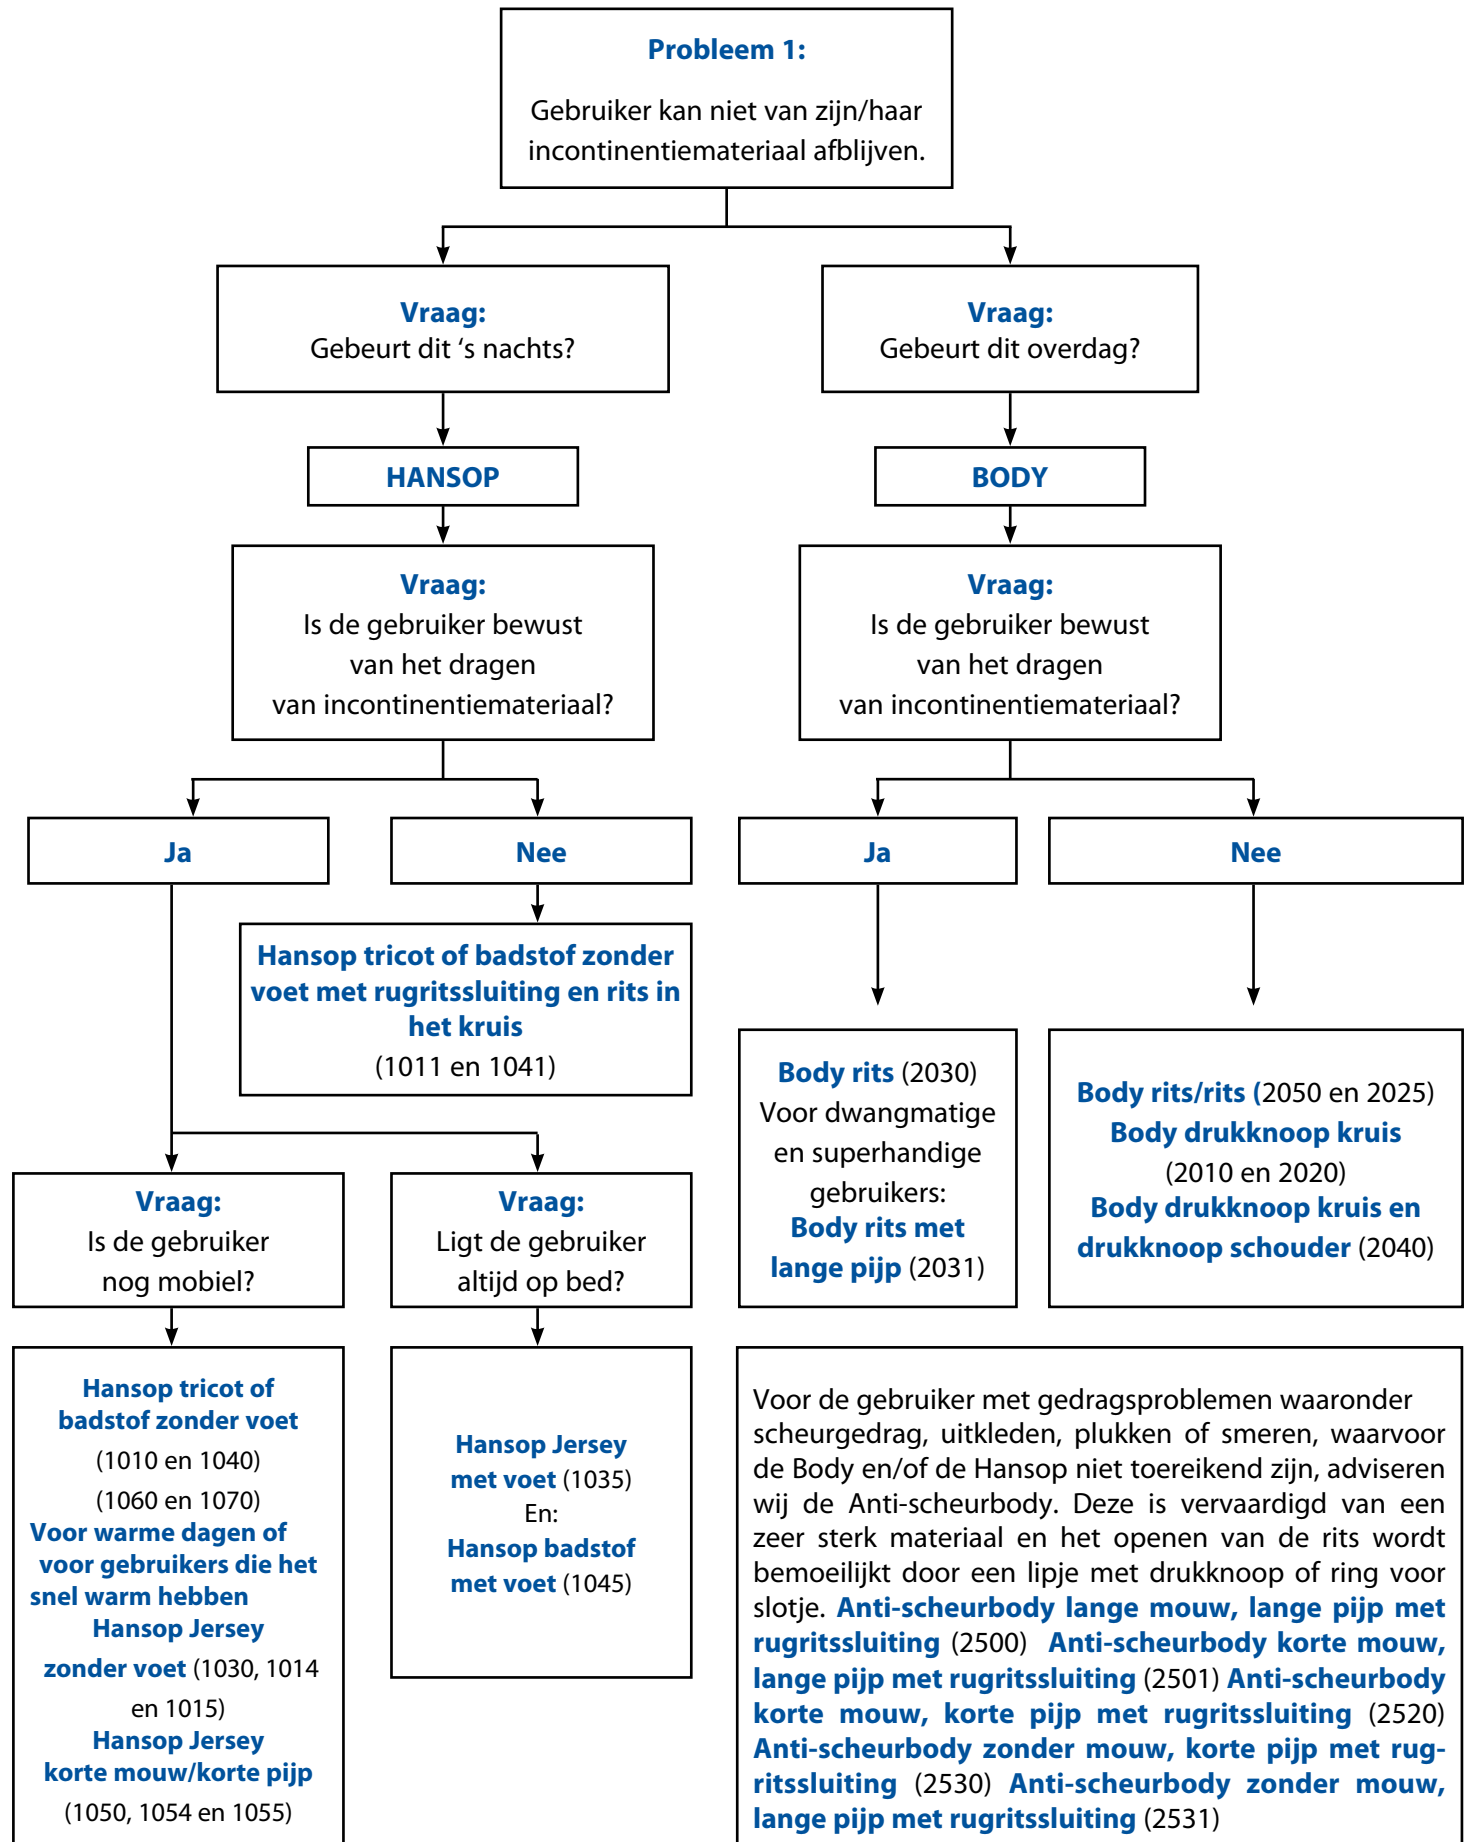 Probleem 1:
Gebruiker kan niet van zijn/haar
incontinentiemateriaal afblijven.
Vraag:
Gebeurt dit ‘s nachts?
Vraag:
Gebeurt dit overdag?
HANSOP
BODY
Vraag:
Is de gebruiker bewust
van het dragen
van incontinentiemateriaal?
Vraag:
Is de gebruiker bewust
van het dragen
van incontinentiemateriaal?
Ja
Nee
Ja
Nee
Hansop tricot of badstof zonder
voet met rugritssluiting en rits in
het kruis
(1011 en 1041)
Body rits (2030)
Voor dwangmatige
en superhandige
gebruikers:
Body rits met
lange pijp (2031)
Body rits/rits (2050 en 2025)
Body drukknoop kruis
(2010 en 2020)
Body drukknoop kruis en
drukknoop schouder (2040)
Vraag:
Is de gebruiker
nog mobiel?
Vraag:
Ligt de gebruiker
altijd op bed?
Hansop tricot of
badstof zonder voet
(1010 en 1040)
(1060 en 1070)
Voor warme dagen of
voor gebruikers die het
snel warm hebben
Hansop Jersey
zonder voet (1030, 1014
en 1015)
Hansop Jersey
korte mouw/korte pijp
(1050, 1054 en 1055)
Hansop Jersey
met voet (1035)
En:
Hansop badstof
met voet (1045)
Voor de gebruiker met gedragsproblemen waaronder
scheurgedrag, uitkleden, plukken of smeren, waarvoor
de Body en/of de Hansop niet toereikend zijn, adviseren
wij de Anti-scheurbody. Deze is vervaardigd van een
zeer sterk materiaal en het openen van de rits wordt
bemoeilijkt door een lipje met drukknoop of ring voor
slotje. Anti-scheurbody lange mouw, lange pijp met
rugritssluiting (2500) Anti-scheurbody korte mouw,
lange pijp met rugritssluiting (2501) Anti-scheurbody
korte mouw, korte pijp met rugritssluiting (2520)
Anti-scheurbody zonder mouw, korte pijp met rug-
ritssluiting (2530) Anti-scheurbody zonder mouw,
lange pijp met rugritssluiting (2531)